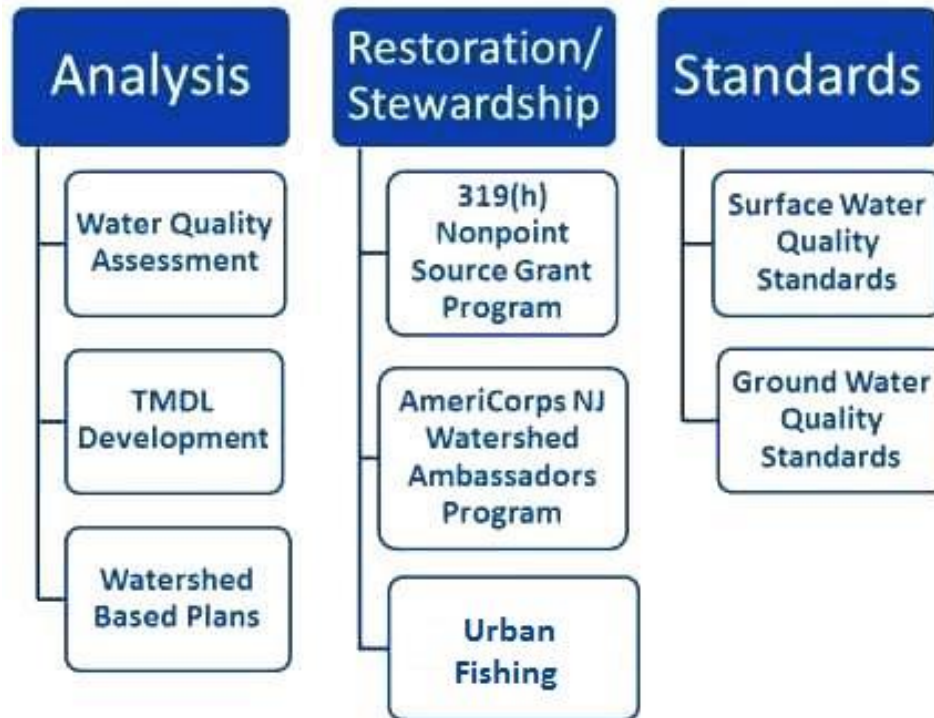 Analysis
Water Quality
Assessment
TMDL
Development
Watershed
Based Plans
Restoration/
Stewardship
319(h)
Nonpoint
Source Grant
Program
AmeriCorps NJ
Watershed
Ambassadors
Program
Urban
Fishing
Standards
Surface Water
Quality
Standards
Ground Water
Quality
Standards